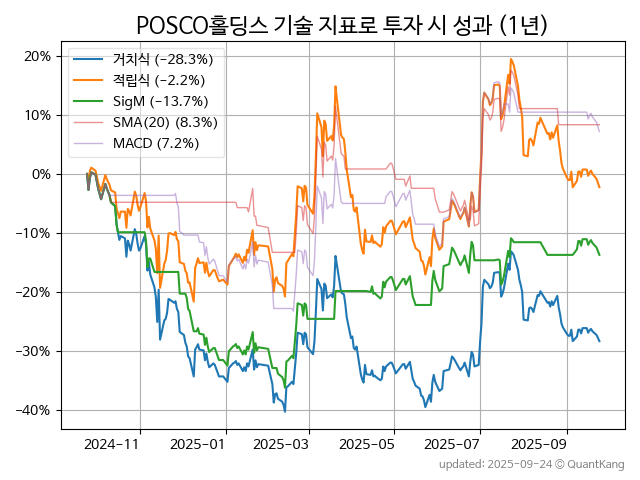 POSCO홀딩스 기술 지표로 투자 시 성과 (1년)
거치식 (−28.3%)
적립식 (−2.2%)
SigM (−13.7%)
SMA(20) (8.3%)
MACD (7.2%)
20%
10%
0%
−10%
−20%
−30%
−40%
2024-11 2025-01 2025-03 2025-05 2025-07 2025-09
updated: 2025-09-24 © QuantKang